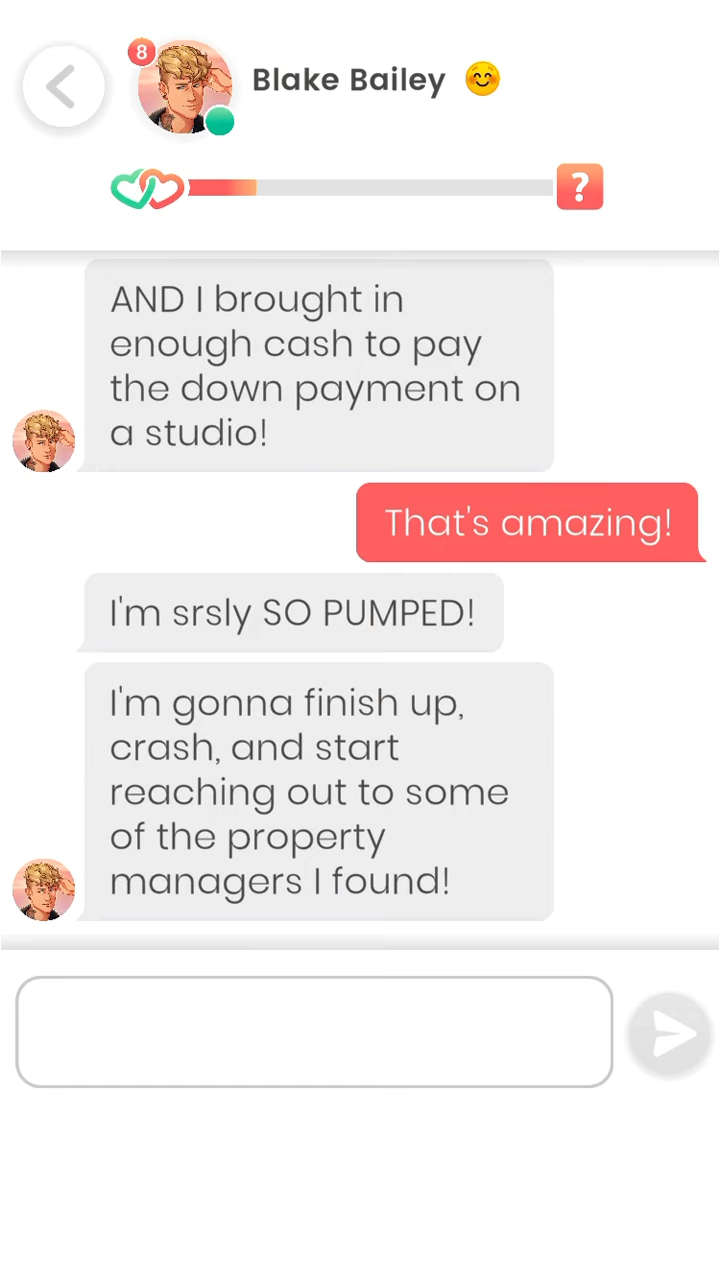 8
Blake Bailey 😊
?
AND I brought in
enough cash to pay
the down payment on
a studio!
That's amazing!
I'm srsly SO PUMPED!
I'm gonna finish up,
crash, and start
reaching out to some
of the property
managers I found!